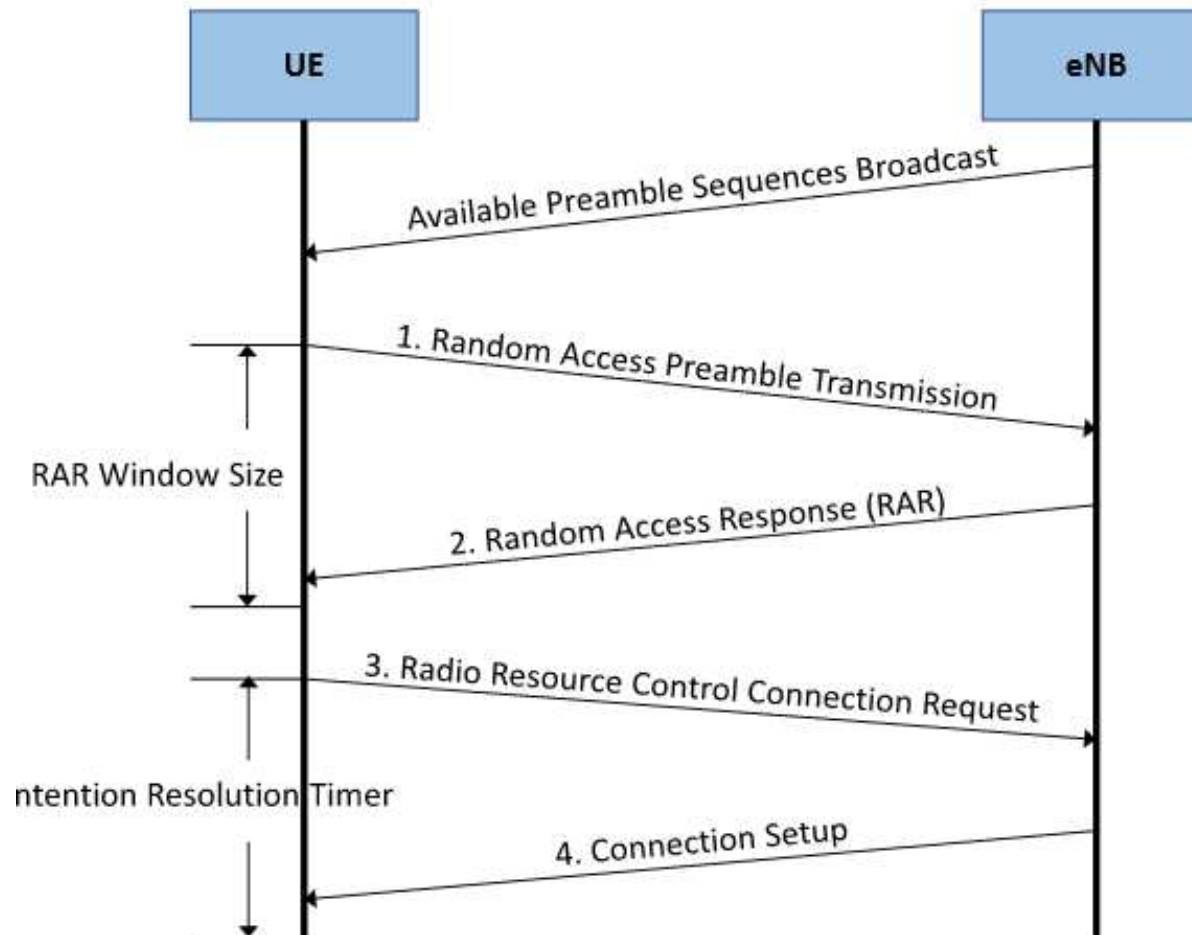 UE
eNB
Available Preamble Sequences Broadcast
1. Random Access Preamble Transmission
RAR Window Size
2. Random Access Response (RAR)
3. Radio Resource Control Connection Request
ntention Resolution Timer
4. Connection Setup